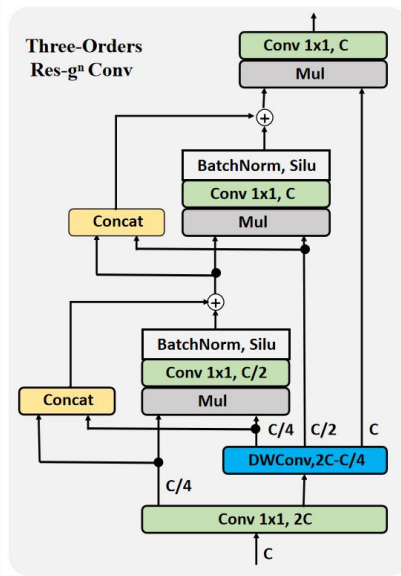 Three-Orders
Res-gⁿ Conv
Conv 1x1, C
Mul
+
BatchNorm, Silu
Conv 1x1, C
Concat
Mul
+
BatchNorm, Silu
Conv 1x1, C/2
Concat
Mul
C/4
C/2
C
DWConv,2C-C/4
C/4
Conv 1x1, 2C
C